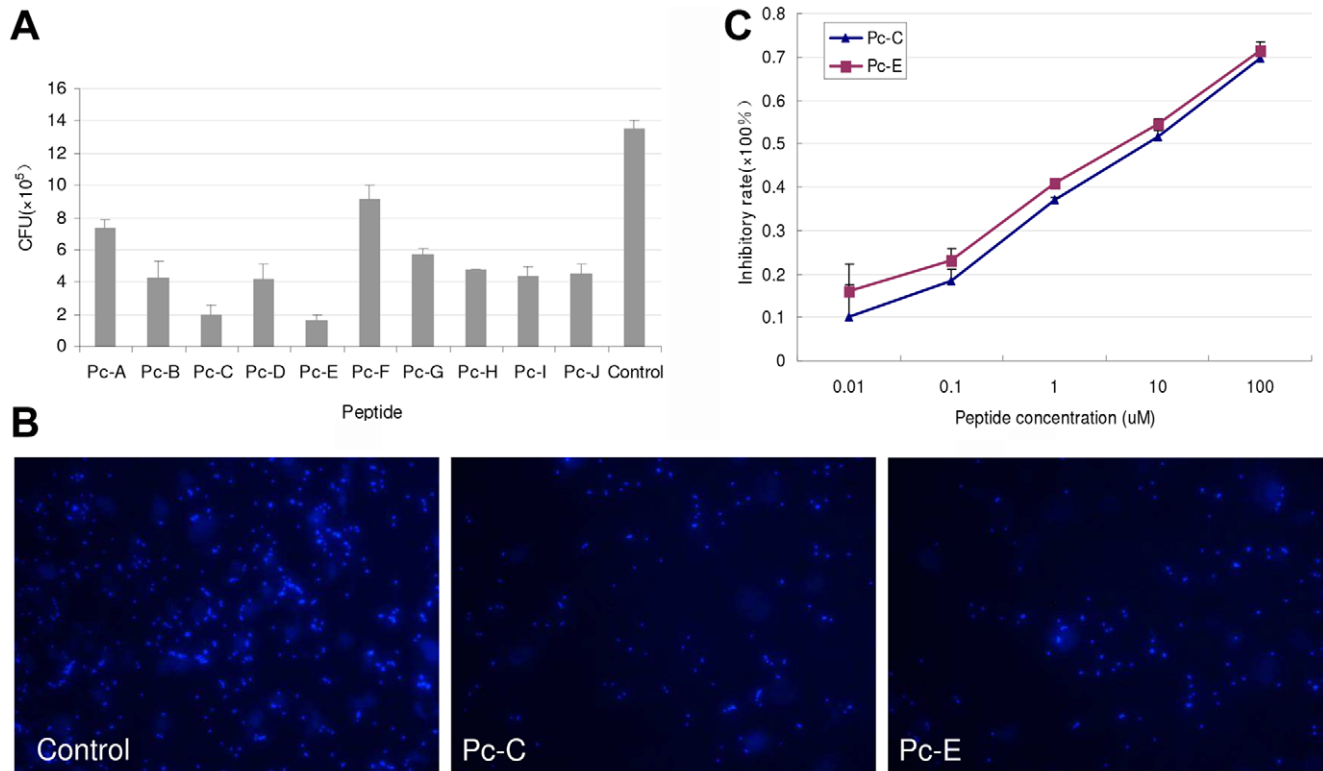 A
CFU(×10⁵)
16
14
12
10
8
6
4
2
0
Pc-A Pc-B Pc-C Pc-D Pc-E Pc-F Pc-G Pc-H Pc-I Pc-J Control
Peptide
C
Pc-C
Pc-E
Inhibitory rate(×100%)
0.8
0.7
0.6
0.5
0.4
0.3
0.2
0.1
0
0.01 0.1 1 10 100
Peptide concentration (uM)
B
Control
Pc-C
Pc-E